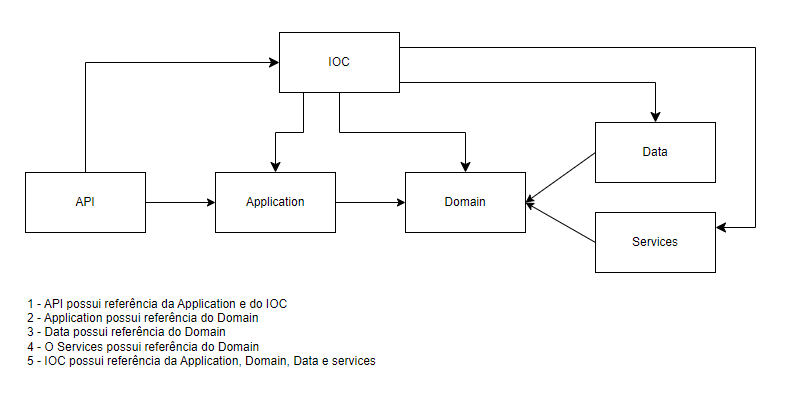 IOC
Data
API
Application
Domain
Services
1 - API possui referência da Application e do IOC
2 - Application possui referência do Domain
3 - Data possui referência do Domain
4 - O Services possui referência do Domain
5 - IOC possui referência da Application, Domain, Data e services